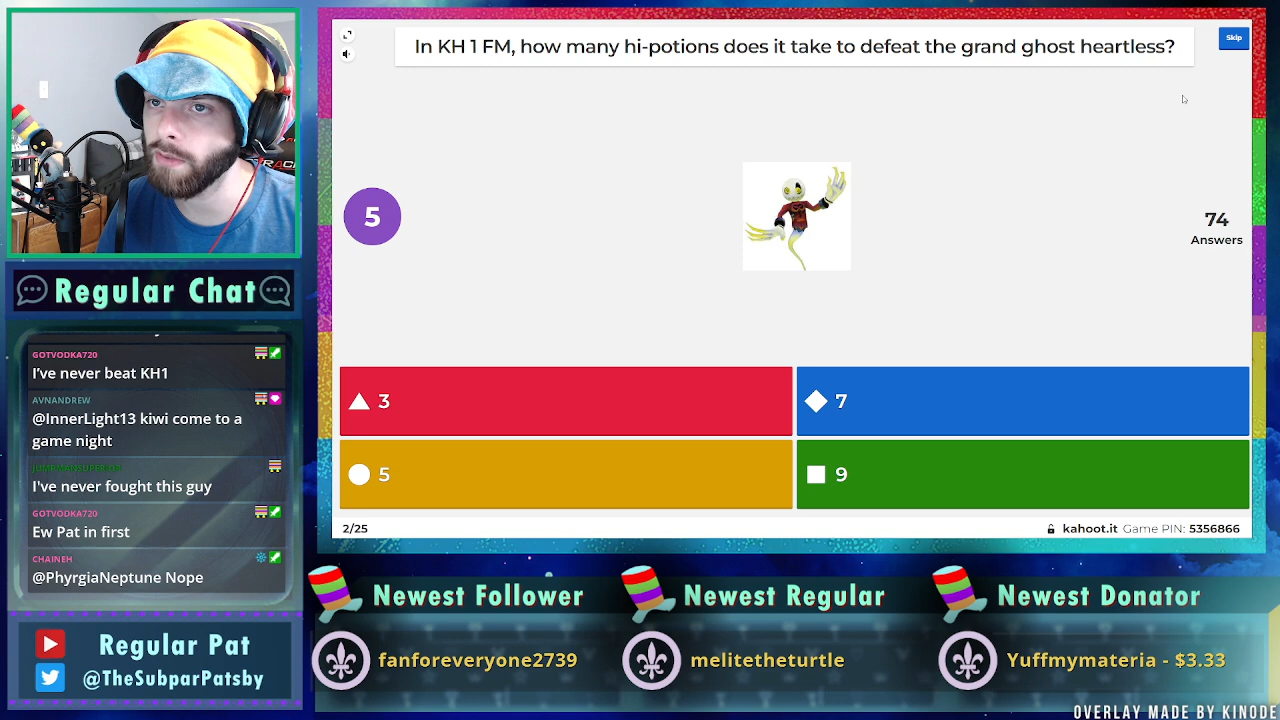 In KH 1 FM, how many hi-potions does it take to defeat the grand ghost heartless?
Skip
5
74
Answers
3
7
5
9
2/25
kahoot.it Game PIN: 5356866
Regular Chat
GOTVODKA720
I've never beat KH1
AVNANDREW
@InnerLight13 kiwi come to a
game night
I've never fought this guy
GOTVODKA720
Ew Pat in first
CHAINEH
@PhyrgiaNeptune Nope
Regular Pat
@TheSubparPatsby
Newest Follower
fanforeveryone2739
Newest Regular
melitetheturtle
Newest Donator
Yuffmymateria - $3.33
OVERLAY MADE BY KINODE